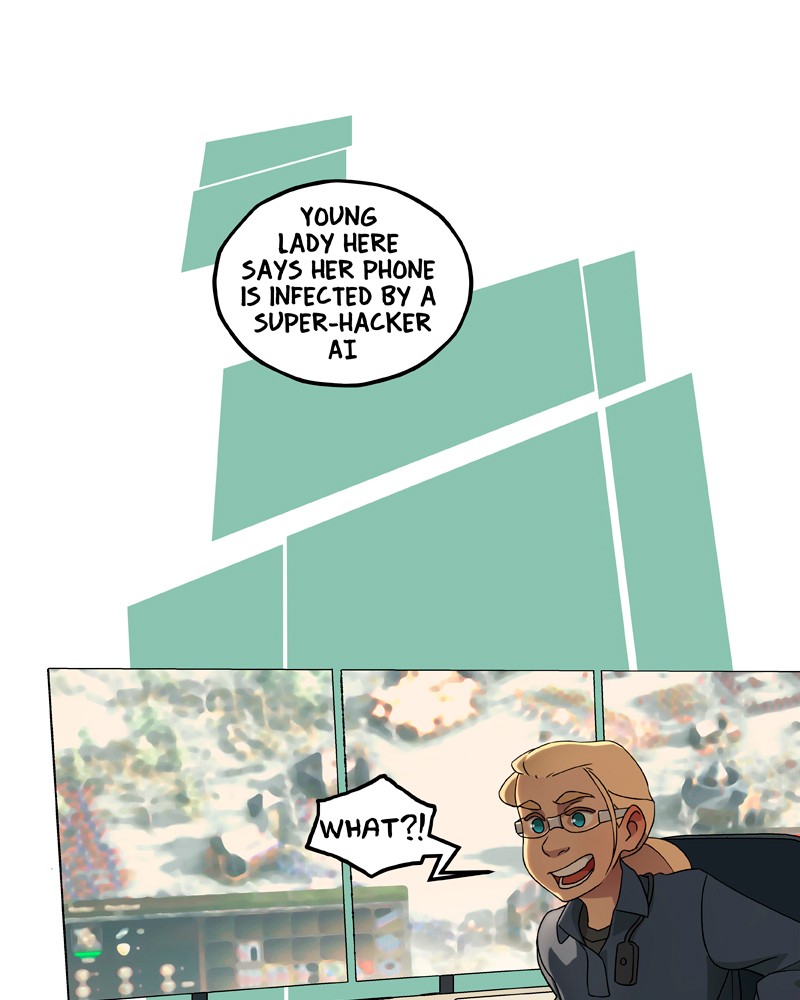 YOUNG
LADY HERE
SAYS HER PHONE
IS INFECTED BY A
SUPER-HACKER
AI
WHAT?!